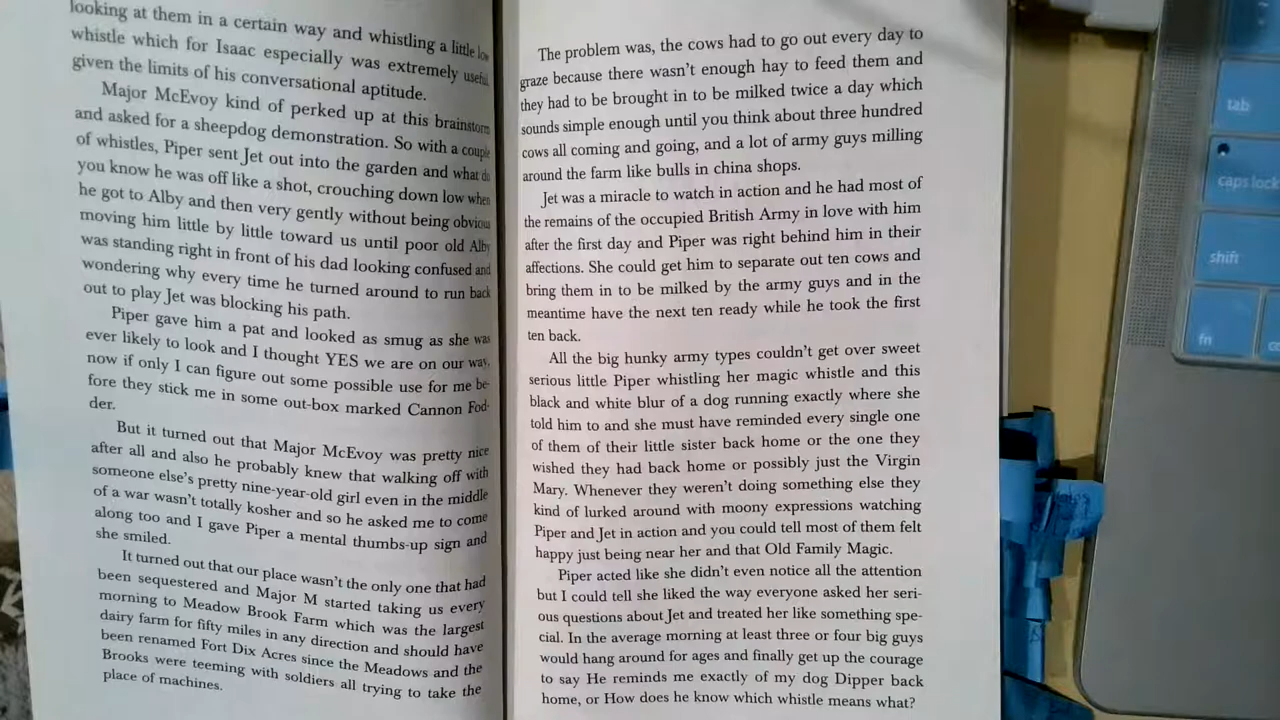 looking at them in a certain way and whistling a little low
whistle which for Isaac especially was extremely useful
given the limits of his conversational aptitude.
Major McEvoy kind of perked up at this brainstorm
and asked for a sheepdog demonstration. So with a couple
of whistles, Piper sent Jet out into the garden and what do
you know he was off like a shot, crouching down low when
he got to Alby and then very gently without being obvious
moving him little by little toward us until poor old Alby
was standing right in front of his dad looking confused and
wondering why every time he turned around to run back
out to play Jet was blocking his path.
Piper gave him a pat and looked as smug as she was
ever likely to look and I thought YES we are on our way,
now if only I can figure out some possible use for me be-
fore they stick me in some out-box marked Cannon Fod-
der.
But it turned out that Major McEvoy was pretty nice
after all and also he probably knew that walking off with
someone else's pretty nine-year-old girl even in the middle
of a war wasn't totally kosher and so he asked me to come
along too and I gave Piper a mental thumbs-up sign and
she smiled.
It turned out that our place wasn't the only one that had
been sequestered and Major M started taking us every
morning to Meadow Brook Farm which was the largest
dairy farm for fifty miles in any direction and should have
been renamed Fort Dix Acres since the Meadows and the
Brooks were teeming with soldiers all trying to take the
place of machines.
The problem was, the cows had to go out every day to
graze because there wasn't enough hay to feed them and
they had to be brought in to be milked twice a day which
sounds simple enough until you think about three hundred
cows all coming and going, and a lot of army guys milling
around the farm like bulls in china shops.
Jet was a miracle to watch in action and he had most of
the remains of the occupied British Army in love with him
after the first day and Piper was right behind him in their
affections. She could get him to separate out ten cows and
bring them in to be milked by the army guys and in the
meantime have the next ten ready while he took the first
ten back.
All the big hunky army types couldn't get over sweet
serious little Piper whistling her magic whistle and this
black and white blur of a dog running exactly where she
told him to and she must have reminded every single one
of them of their little sister back home or the one they
wished they had back home or possibly just the Virgin
Mary. Whenever they weren't doing something else they
kind of lurked around with moony expressions watching
Piper and Jet in action and you could tell most of them felt
happy just being near her and that Old Family Magic.
Piper acted like she didn't even notice all the attention
but I could tell she liked the way everyone asked her seri-
ous questions about Jet and treated her like something spe-
cial. In the average morning at least three or four big guys
would hang around for ages and finally get up the courage
to say He reminds me exactly of my dog Dipper back
home, or How does he know which whistle means what?
tab
caps lock
shift
fn